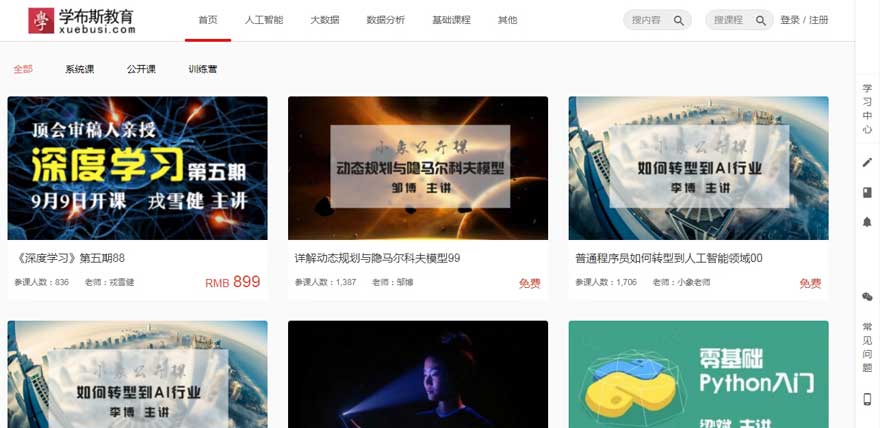 学布斯教育
xuebusi.com
首页 人工智能 大数据 数据分析 基础课程 其他 搜内容 搜课程 登录 / 注册
全部 系统课 公开课 训练营
顶会审稿人亲授
深度学习 第五期
9月9日开课 戎雪健 主讲
小象公开课
动态规划与隐马尔科夫模型
邹博 主讲
小象公开课
如何转型到AI行业
李博 主讲
《深度学习》第五期88
参课人数：836 老师：戎雪健 RMB 899
详解动态规划与隐马尔科夫模型99
参课人数：1,387 老师：邹博 免费
普通程序员如何转型到人工智能领域00
参课人数：1,706 老师：小象老师 免费
小象公开课
如何转型到AI行业
李博 主讲
零基础
Python入门
梁斌 主讲
学习中心
常见问题